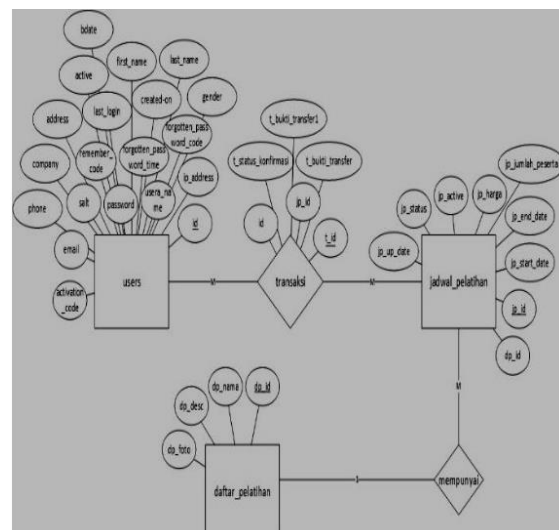 bdate
first_name
last_name
active
created-on
gender
last_login
address
forgotten_pass
word_code
t_bukti_transfer1
remember_
code
forgotten_pass
word_time
company
t_status_konfirmasi
t_bukti_transfer
jp_jumlah_peserta
ip_address
jp_active
jp_harga
jp_status
salt
password
usera_na
me
phone
jp_id
id
jp_end_date
id
t_id
jp_up_date
jp_start_date
email
users
M
transaksi
M
jadwal_pelatihan
activation
_code
jp_id
dp_id
dp_nama
dp_id
M
dp_desc
dp_foto
daftar_pelatihan
mempunyai